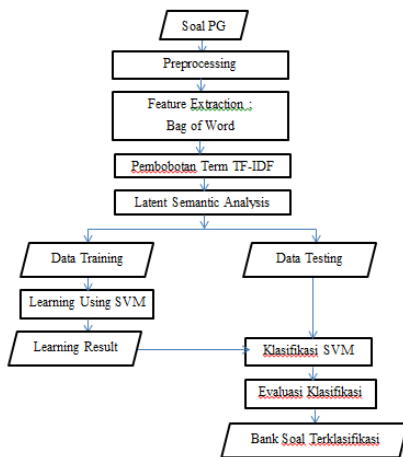 Soal PG
Preprocessing
Feature Extraction :
Bag of Word
Pembobotan Term TF-IDF
Latent Semantic Analysis
Data Training
Data Testing
Learning Using SVM
Learning Result
Klasifikasi SVM
Evaluasi Klasifikasi
Bank Soal Terklasifikasi